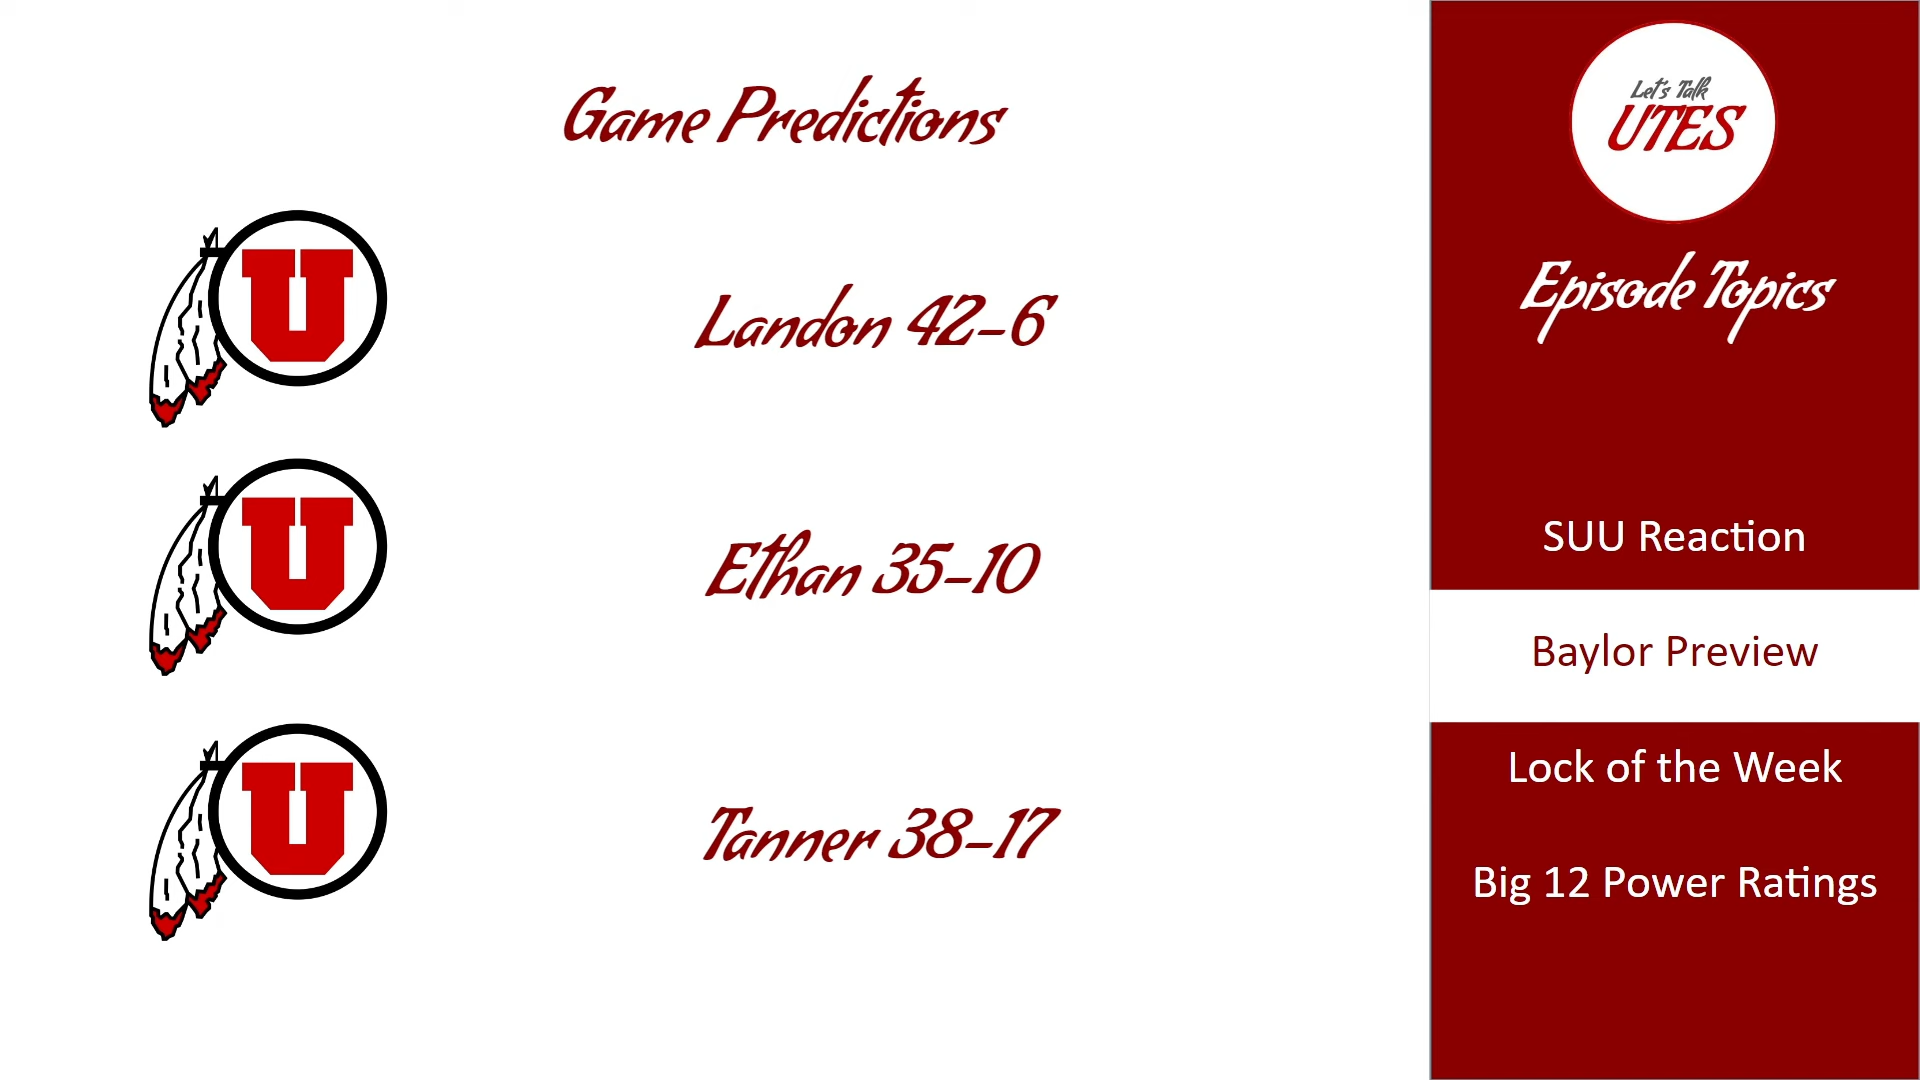 Game Predictions
U
Landon 42-6
U
Ethan 35-10
U
Tanner 38-17
Let's Talk
UTES
Episode Topics
SUU Reaction
Baylor Preview
Lock of the Week
Big 12 Power Ratings